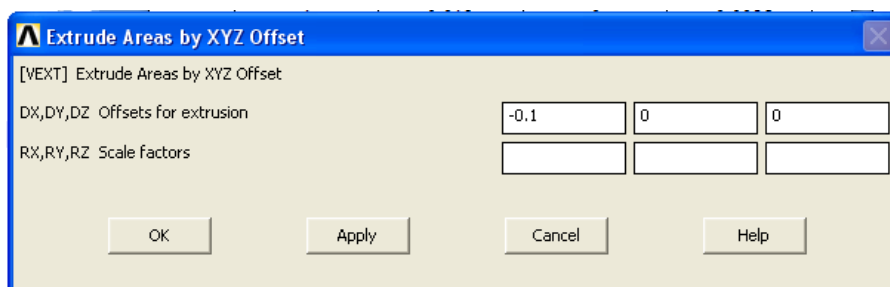 Extrude Areas by XYZ Offset
[VEXT] Extrude Areas by XYZ Offset
DX,DY,DZ Offsets for extrusion -0.1 0 0
RX,RY,RZ Scale factors
OK Apply Cancel Help